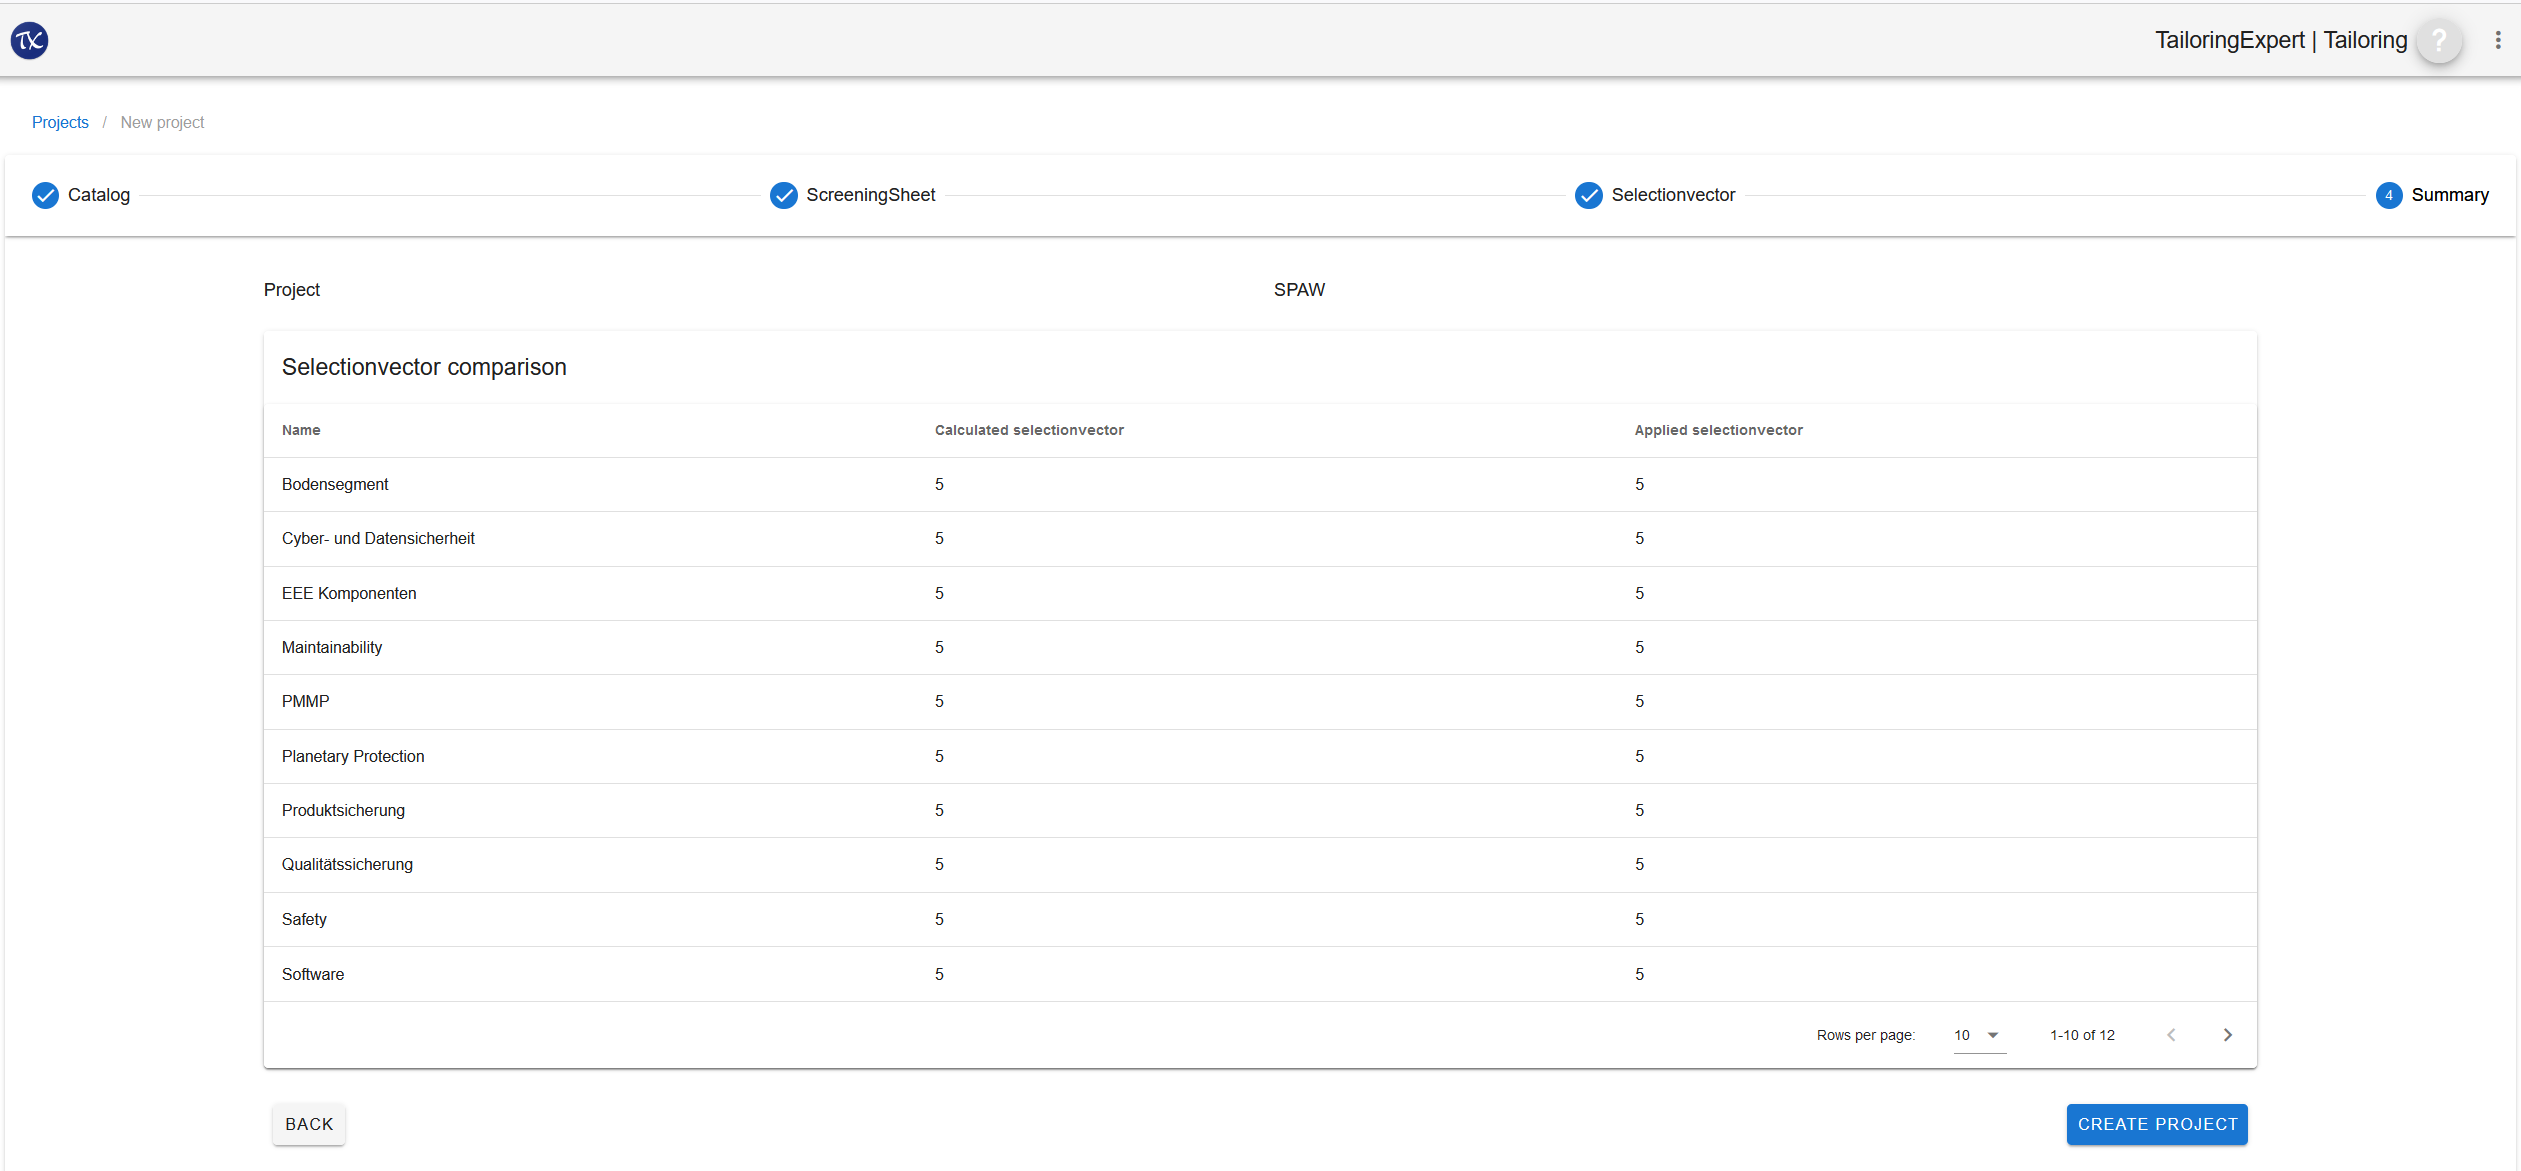 TX
TailoringExpert | Tailoring ?
Projects / New project
Catalog ScreeningSheet Selectionvector 4 Summary
Project SPAW
Selectionvector comparison
Name Calculated selectionvector Applied selectionvector
Bodensegment 5 5
Cyber- und Datensicherheit 5 5
EEE Komponenten 5 5
Maintainability 5 5
PMMP 5 5
Planetary Protection 5 5
Produktsicherung 5 5
Qualitätssicherung 5 5
Safety 5 5
Software 5 5
Rows per page: 10 1-10 of 12
BACK CREATE PROJECT